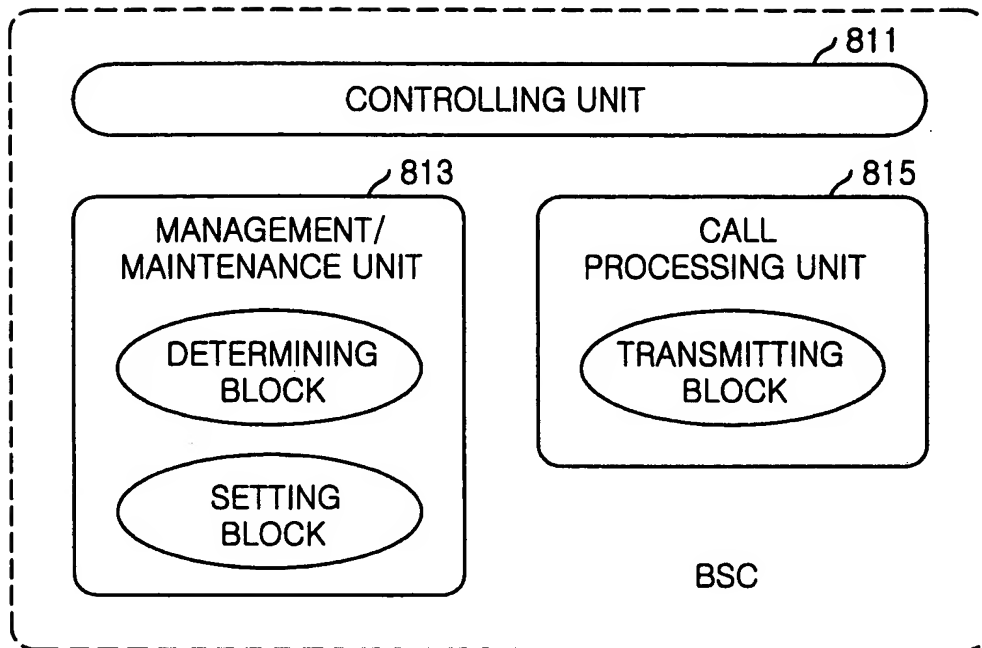 811
CONTROLLING UNIT
813
MANAGEMENT/
MAINTENANCE UNIT
DETERMINING
BLOCK
SETTING
BLOCK
815
CALL
PROCESSING UNIT
TRANSMITTING
BLOCK
BSC